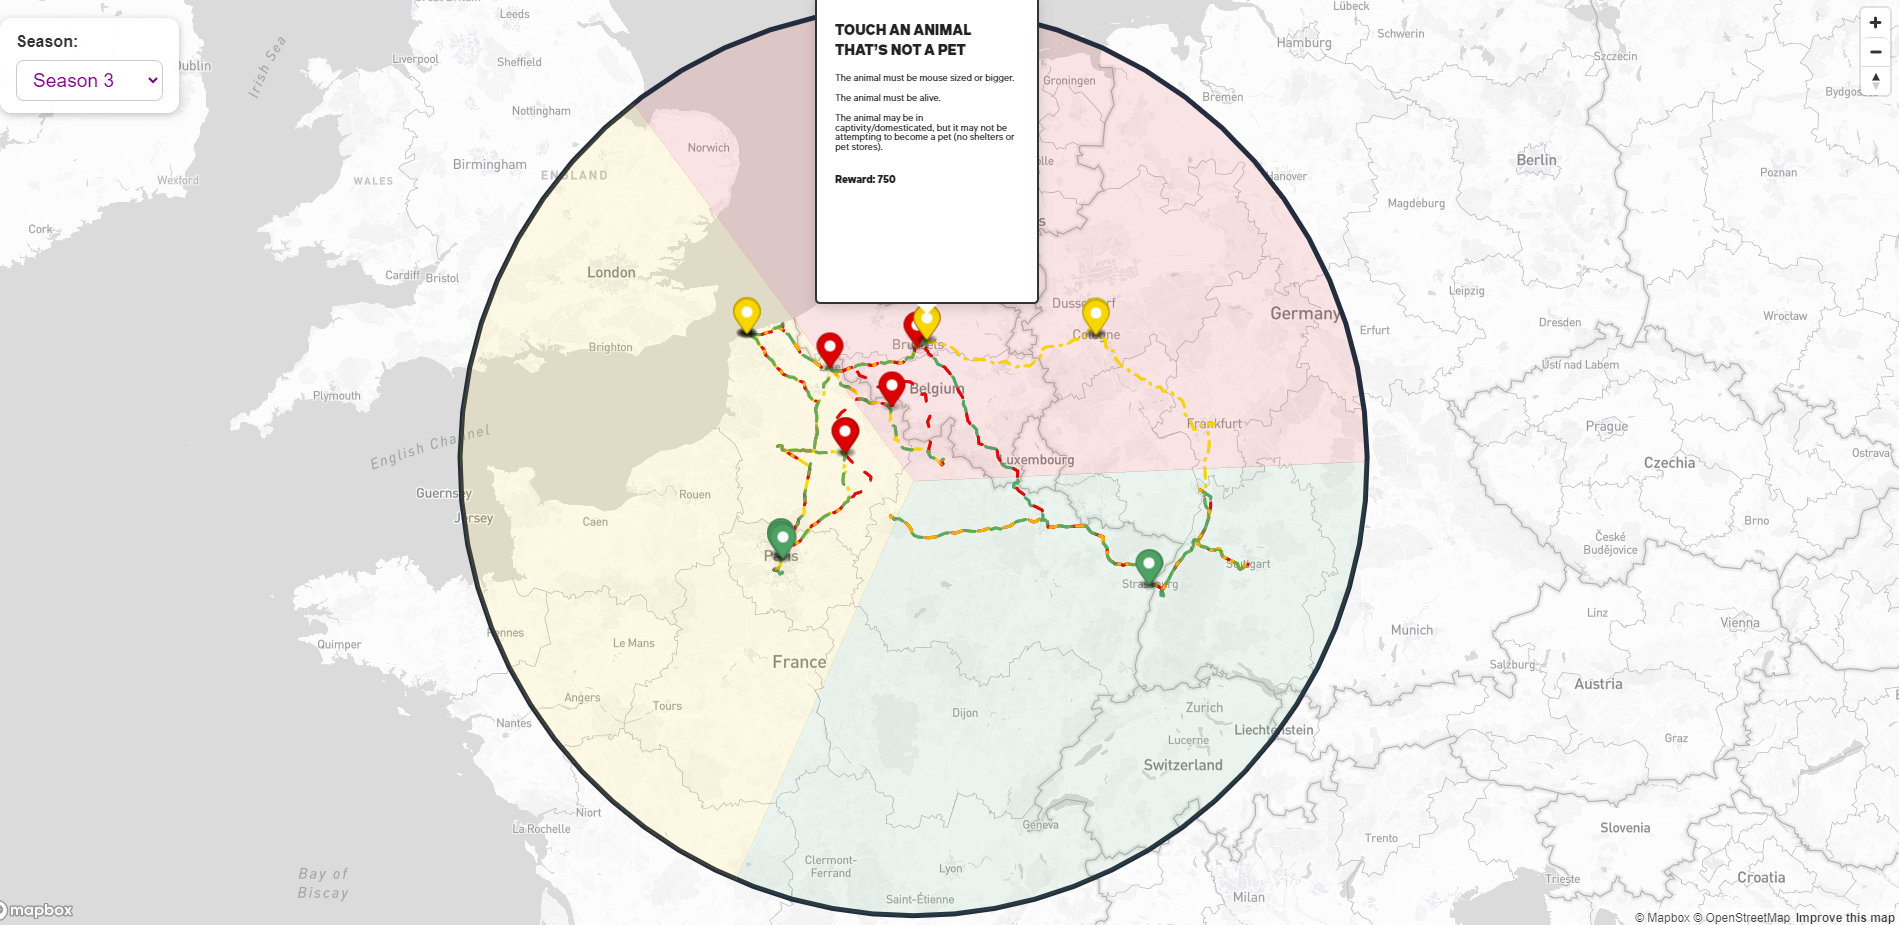 Season:
Season 3
TOUCH AN ANIMAL
THAT'S NOT A PET
The animal must be mouse sized or bigger.
The animal must be alive.
The animal may be in
captivity/domesticated, but it may not be
attempting to become a pet (no shelters or
pet stores).
Reward: 750
Leeds
Irish Sea
Dublin
Liverpool
Sheffield
Nottingham
Norwich
Birmingham
ENGLAND
WALES
Wexford
Cork
Cardiff
Bristol
London
Brighton
Plymouth
English Channel
Guernsey
Jersey
Rouen
Caen
Paris
Rennes
Le Mans
Quimper
France
Angers
Tours
Nantes
Dijon
Niort
La Rochelle
Bay of
Biscay
Clermont-
Ferrand
Lyon
Saint-Étienne
Geneva
Lübeck
Schwerin
Hamburg
Szczecin
Groningen
Bremen
Bydgos
Berlin
Hanover
Poznan
Magdeburg
Leipzig
Dusseldorf
Cologne
Germany
Erfurt
Dresden
Wroclaw
Brussels
Belgium
Ústí nad Labem
Frankfurt
Prague
Luxembourg
Czechia
Ostrava
Brno
České
Budějovice
Stuttgart
Strasbourg
Linz
Vienna
Munich
Salzburg
Austria
Zurich
Liechtenstein
Lucerne
Switzerland
Graz
Slovenia
Trento
Trieste
Croatia
Milan
mapbox
© Mapbox © OpenStreetMap Improve this map